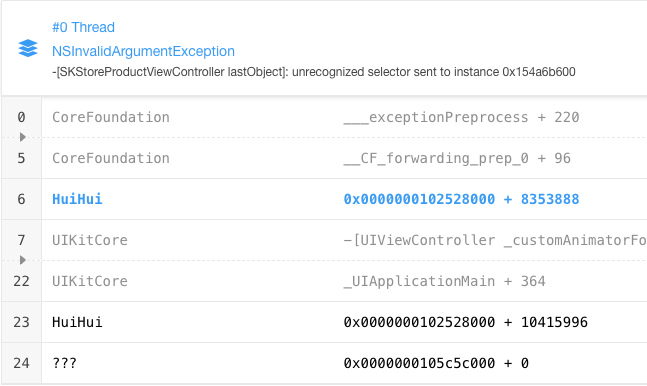 #0 Thread
NSInvalidArgumentException
-[SKStoreProductViewController lastObject]: unrecognized selector sent to instance 0x154a6b600
0 CoreFoundation ___exceptionPreprocess + 220
5 CoreFoundation __CF_forwarding_prep_0 + 96
6 HuiHui 0x0000000102528000 + 8353888
7 UIKitCore -[UIViewController _customAnimatorFo
22 UIKitCore _UIApplicationMain + 364
23 HuiHui 0x0000000102528000 + 10415996
24 ??? 0x0000000105c5c000 + 0